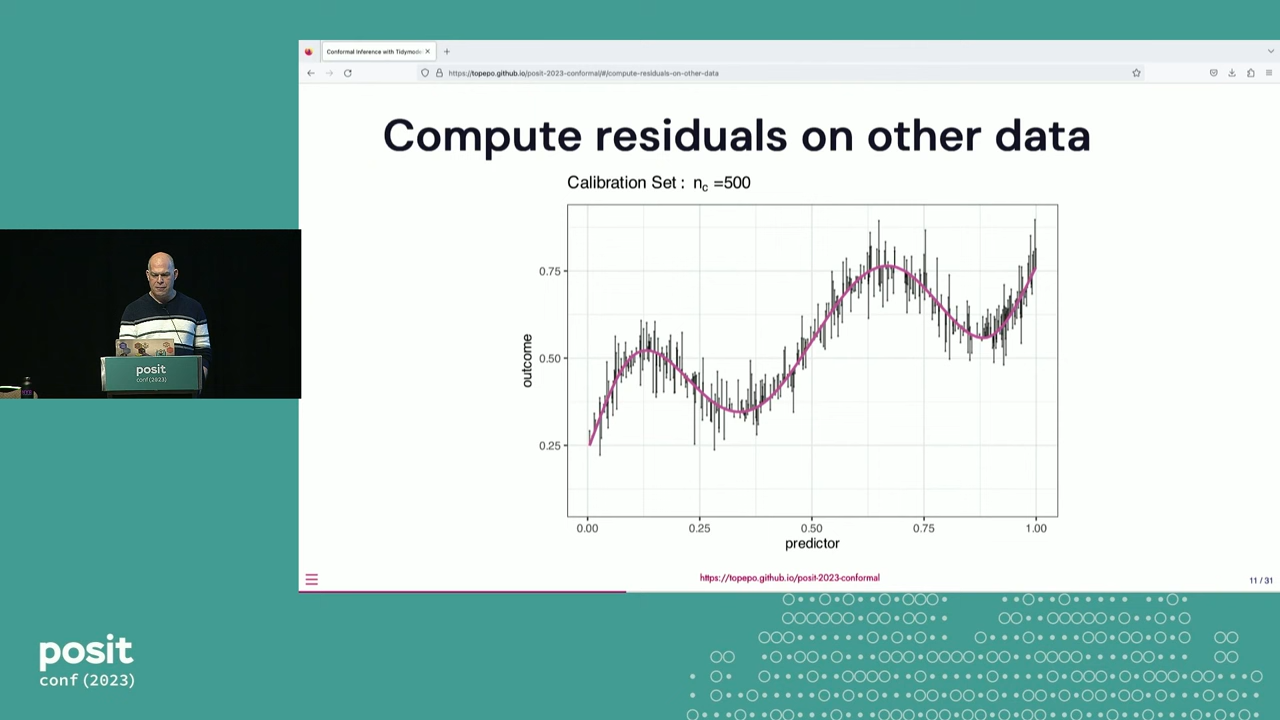 Conformal Inference with Tidymod
https://topepo.github.io/posit-2023-conformal/#/compute-residuals-on-other-data
Compute residuals on other data
Calibration Set : nc =500
0.75
0.50
0.25
outcome
0.00
0.25
0.50
0.75
1.00
predictor
https://topepo.github.io/posit-2023-conformal
11 / 31
posit
conf(2023)
posit
conf(2023)